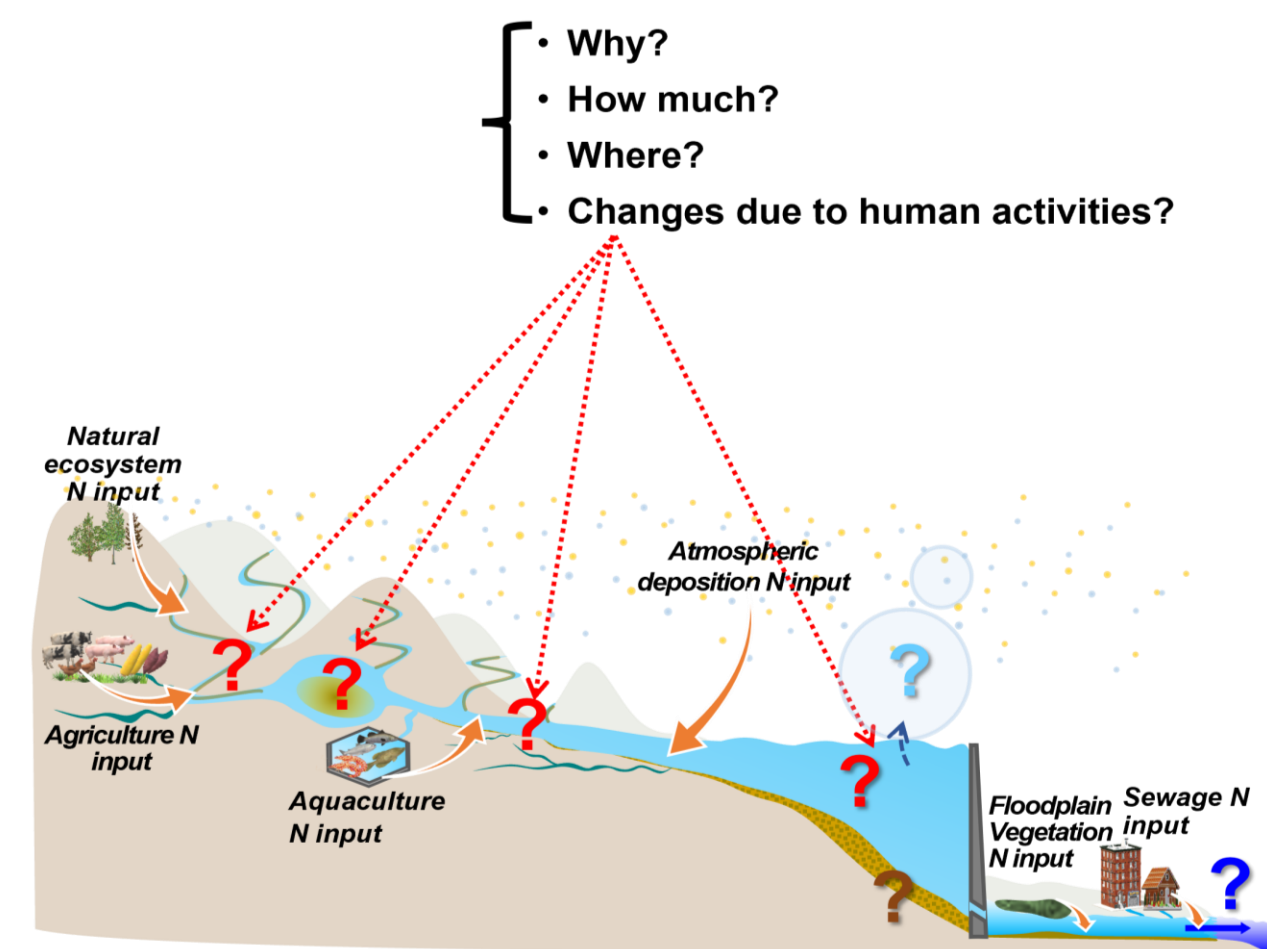 • Why?
• How much?
• Where?
• Changes due to human activities?
Natural
ecosystem
N input
Atmospheric
deposition N input
?
?
?
?
?
Agriculture N
input
Aquaculture
N input
?
Floodplain
Vegetation
N input
Sewage N
input
?